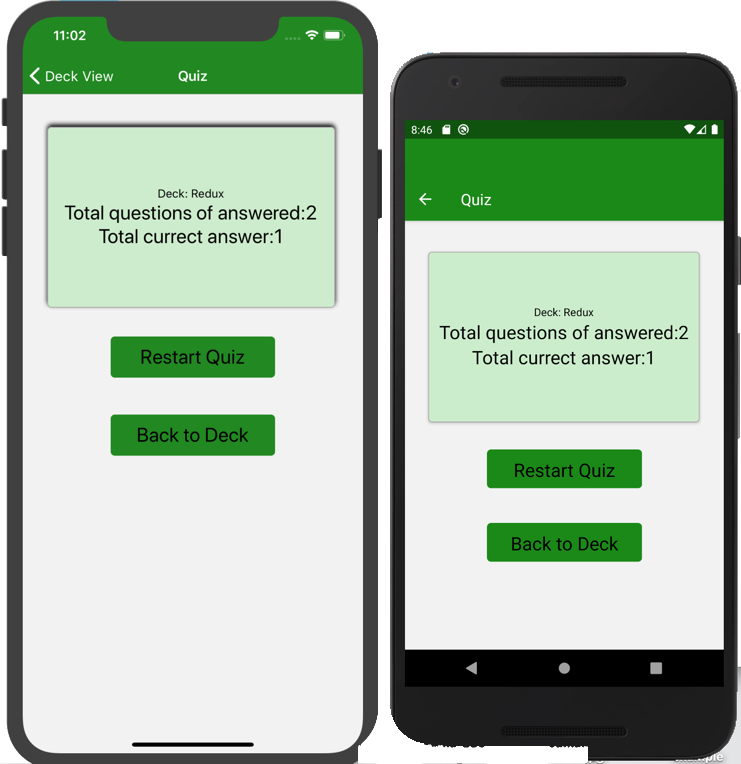 11:02
Deck View
Quiz
Deck: Redux
Total questions of answered:2
Total currect answer:1
Restart Quiz
Back to Deck
8:46
Quiz
Deck: Redux
Total questions of answered:2
Total currect answer:1
Restart Quiz
Back to Deck